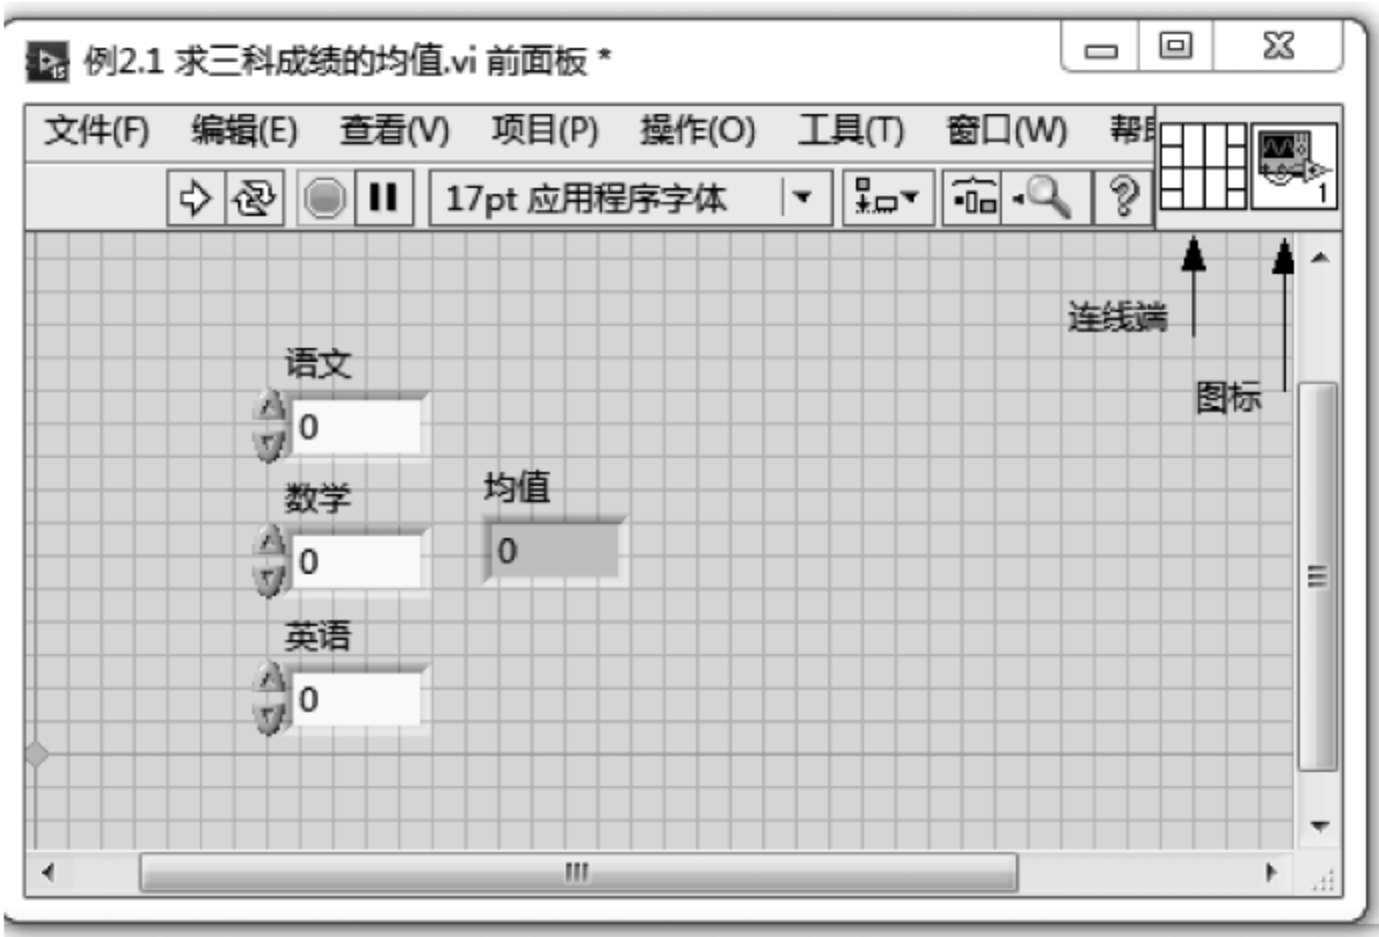 例2.1 求三科成绩的均值.vi 前面板 *
文件(F) 编辑(E) 查看(V) 项目(P) 操作(O) 工具(T) 窗口(W) 帮
17pt 应用程序字体
1
连线端
图标
语文
0
数学
0
均值
0
英语
0